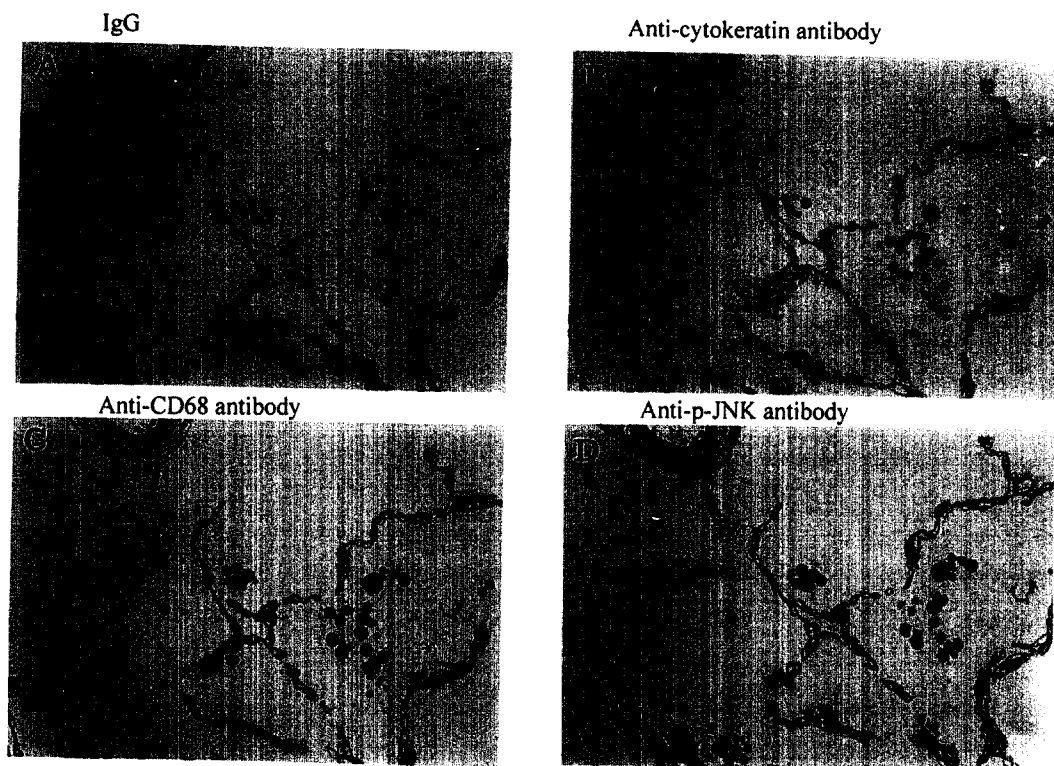 IgG
Anti-cytokeratin antibody
A
Anti-CD68 antibody
Anti-p-JNK antibody
C
D